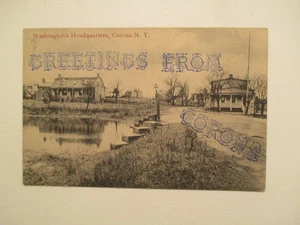 Washington's Headquarters, Corona N. Y.
GREETINGS FROM
CORONA